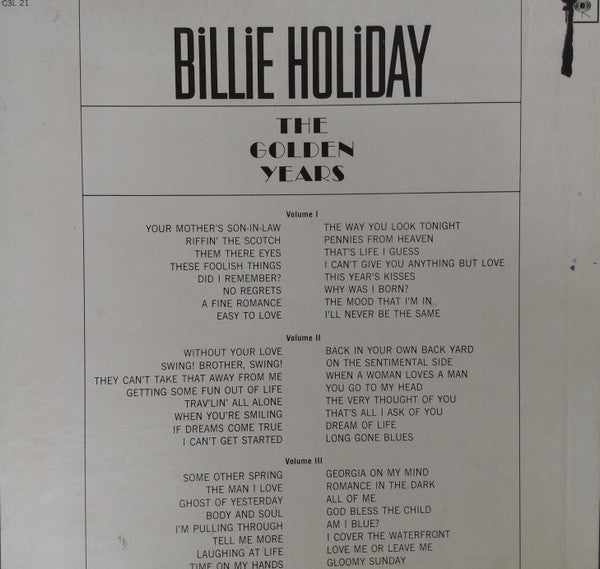 C3L 21
BiLLiE HOLiDAY
THE
GOLDEN
YEARS
Volume I
YOUR MOTHER'S SON-IN-LAW
RIFFIN' THE SCOTCH
THEM THERE EYES
THESE FOOLISH THINGS
DID I REMEMBER?
NO REGRETS
A FINE ROMANCE
EASY TO LOVE
THE WAY YOU LOOK TONIGHT
PENNIES FROM HEAVEN
THAT'S LIFE I GUESS
I CAN'T GIVE YOU ANYTHING BUT LOVE
THIS YEAR'S KISSES
WHY WAS I BORN?
THE MOOD THAT I'M IN
I'LL NEVER BE THE SAME
Volume II
WITHOUT YOUR LOVE
SWING! BROTHER, SWING!
THEY CAN'T TAKE THAT AWAY FROM ME
GETTING SOME FUN OUT OF LIFE
TRAV'LIN' ALL ALONE
WHEN YOU'RE SMILING
IF DREAMS COME TRUE
I CAN'T GET STARTED
BACK IN YOUR OWN BACK YARD
ON THE SENTIMENTAL SIDE
WHEN A WOMAN LOVES A MAN
YOU GO TO MY HEAD
THE VERY THOUGHT OF YOU
THAT'S ALL I ASK OF YOU
DREAM OF LIFE
LONG GONE BLUES
Volume III
SOME OTHER SPRING
THE MAN I LOVE
GHOST OF YESTERDAY
BODY AND SOUL
I'M PULLING THROUGH
TELL ME MORE
LAUGHING AT LIFE
TIME ON MY HANDS
GEORGIA ON MY MIND
ROMANCE IN THE DARK
ALL OF ME
GOD BLESS THE CHILD
AM I BLUE?
I COVER THE WATERFRONT
LOVE ME OR LEAVE ME
GLOOMY SUNDAY